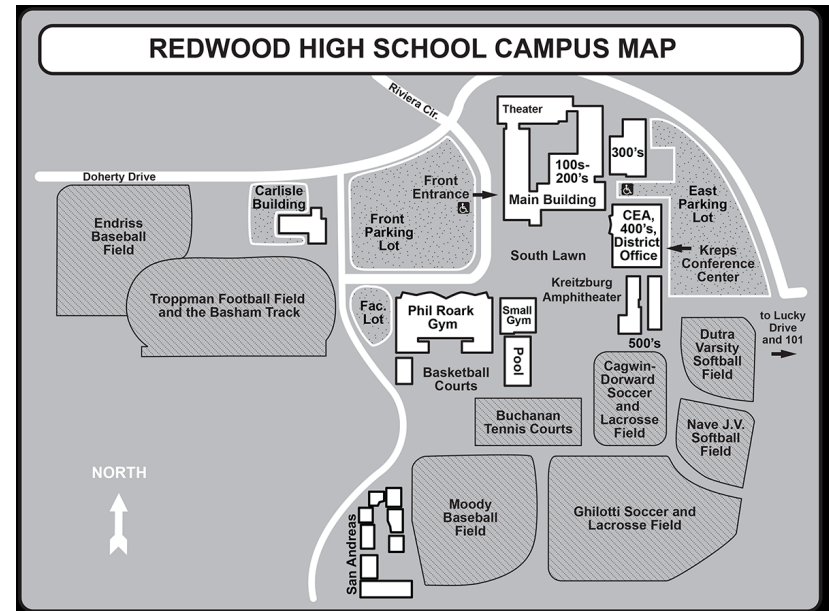 REDWOOD HIGH SCHOOL CAMPUS MAP
Riviera Cir.
Theater
300's
100s-
200's
Main Building
Doherty Drive
Carlisle
Building
Front
Entrance
East
Parking
Lot
Endriss
Baseball
Field
Front
Parking
Lot
CEA,
400's,
District
Office
South Lawn
Kreps
Conference
Center
Kreitzburg
Amphitheater
Troppman Football Field
and the Basham Track
Fac.
Lot
Phil Roark
Gym
Small
Gym
Pool
500's
to Lucky
Drive
and 101
Dutra
Varsity
Softball
Field
Basketball
Courts
Cagwin-
Dorward
Soccer
and
Lacrosse
Field
Buchanan
Tennis Courts
Nave J.V.
Softball
Field
NORTH
San Andreas
Moody
Baseball
Field
Ghilotti Soccer and
Lacrosse Field